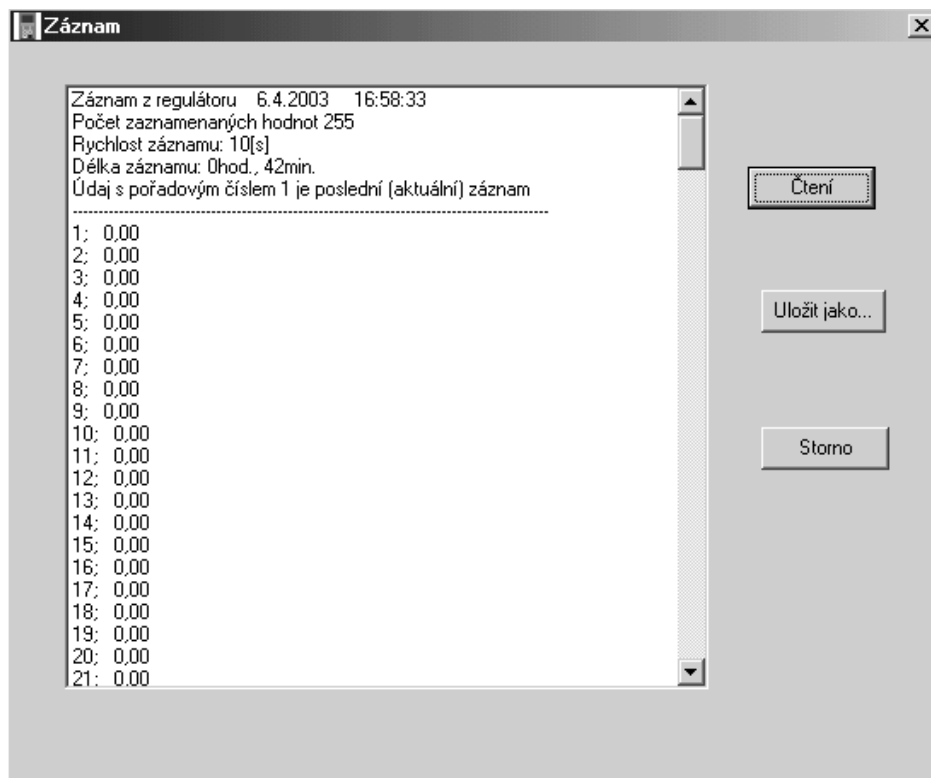 Záznam
Záznam z regulátoru 6.4.2003 16:58:33
Počet zaznamenaných hodnot 255
Rychlost záznamu: 10[s]
Délka záznamu: 0hod., 42min.
Údaj s pořadovým číslem 1 je poslední (aktuální) záznam
--------------------------------------------------------------------------------------------
1; 0,00
2; 0,00
3; 0,00
4; 0,00
5; 0,00
6; 0,00
7; 0,00
8; 0,00
9; 0,00
10; 0,00
11; 0,00
12; 0,00
13; 0,00
14; 0,00
15; 0,00
16; 0,00
17; 0,00
18; 0,00
19; 0,00
20; 0,00
21; 0,00
Čtení
Uložit jako...
Storno